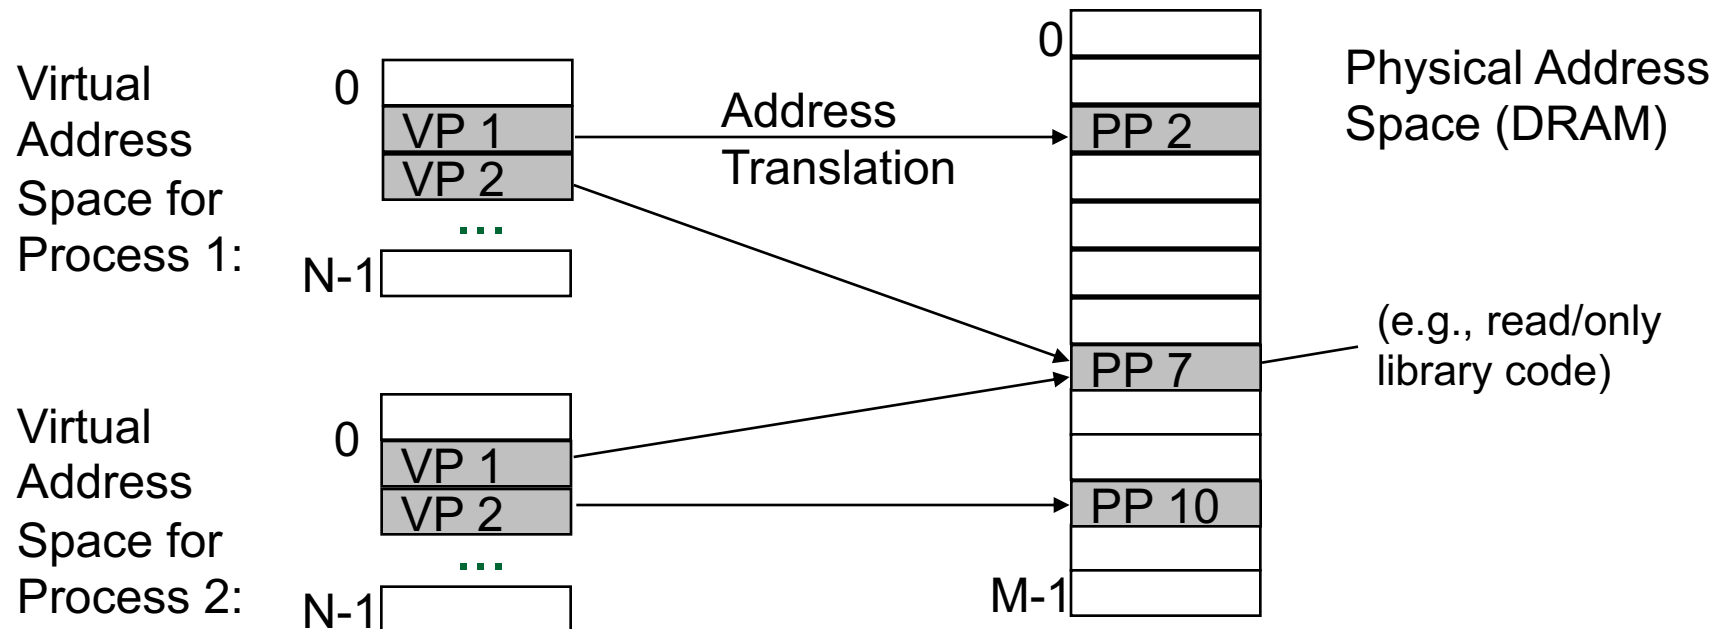 Virtual
Address
Space for
Process 1:
0
VP 1
VP 2
...
N-1
Address
Translation
0
PP 2
PP 7
PP 10
M-1
Physical Address
Space (DRAM)
(e.g., read/only
library code)
Virtual
Address
Space for
Process 2:
0
VP 1
VP 2
...
N-1